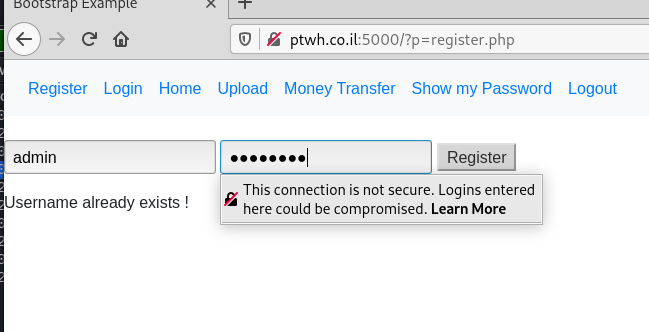 Bootstrap Example
ptwh.co.il:5000/?p=register.php
Register Login Home Upload Money Transfer Show my Password Logout
admin Register
This connection is not secure. Logins entered
here could be compromised. Learn More
Username already exists !